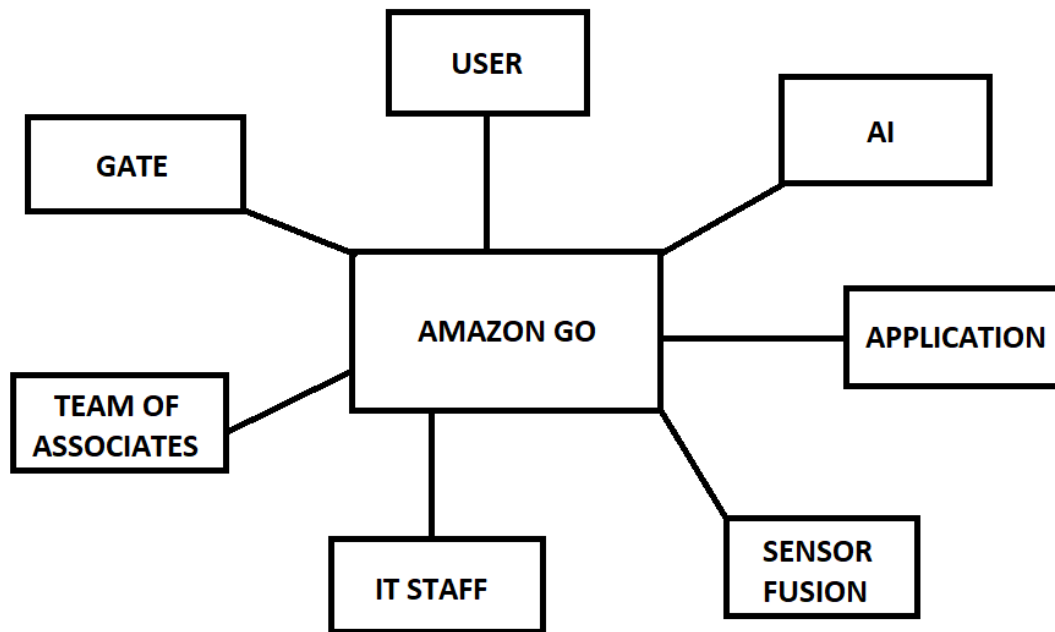 USER
AI
GATE
AMAZON GO
APPLICATION
TEAM OF
ASSOCIATES
IT STAFF
SENSOR
FUSION